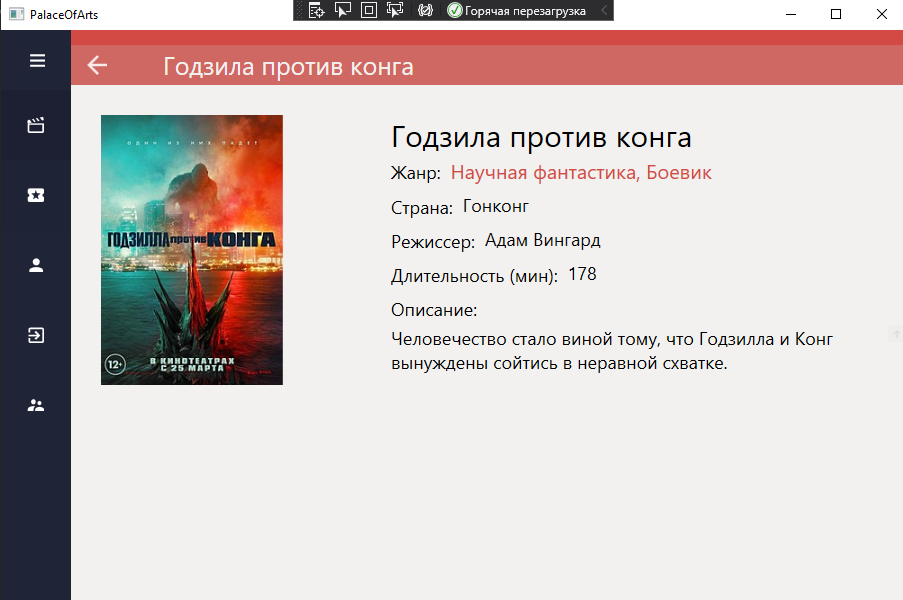 PalaceOfArts
Горячая перезагрузка
Годзила против конга
ОДИН ИЗ НИХ ПАДЕТ
ГОДЗИЛЛА ПРОТИВ КОНГА
12+
В КИНОТЕАТРАХ
С 25 МАРТА
Годзила против конга
Жанр: Научная фантастика, Боевик
Страна: Гонконг
Режиссер: Адам Вингард
Длительность (мин): 178
Описание:
Человечество стало виной тому, что Годзилла и Конг
вынуждены сойтись в неравной схватке.